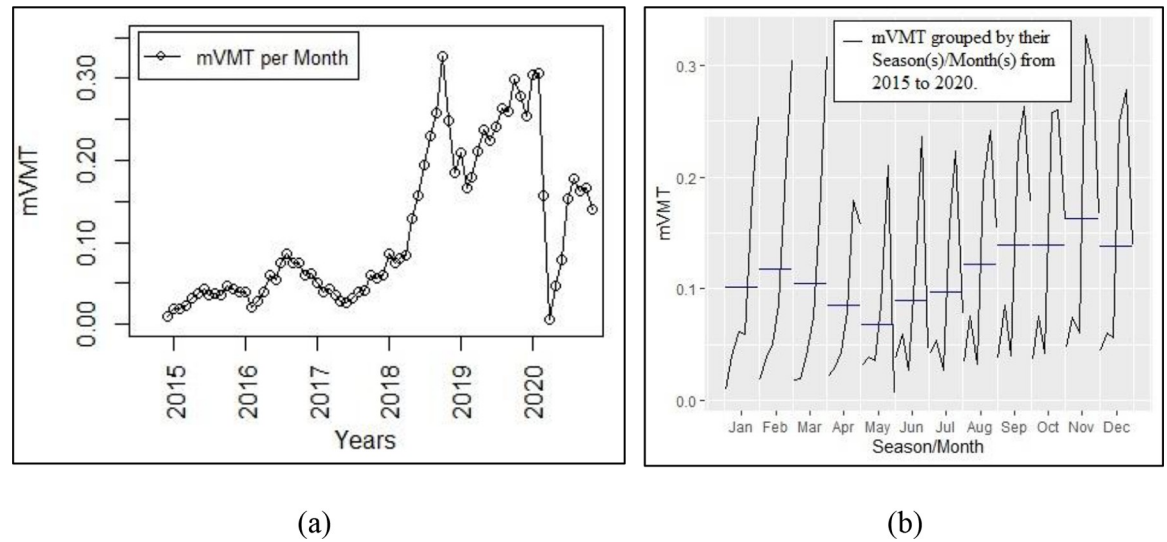 mVMT per Month
mVMT
0.30
0.20
0.10
0.00
2015
2016
2017
2018
2019
2020
Years
mVMT grouped by their
Season(s)/Month(s) from
2015 to 2020.
mVMT
0.3
0.2
0.1
0.0
Jan Feb Mar Apr May Jun Jul Aug Sep Oct Nov Dec
Season/Month
(a)
(b)